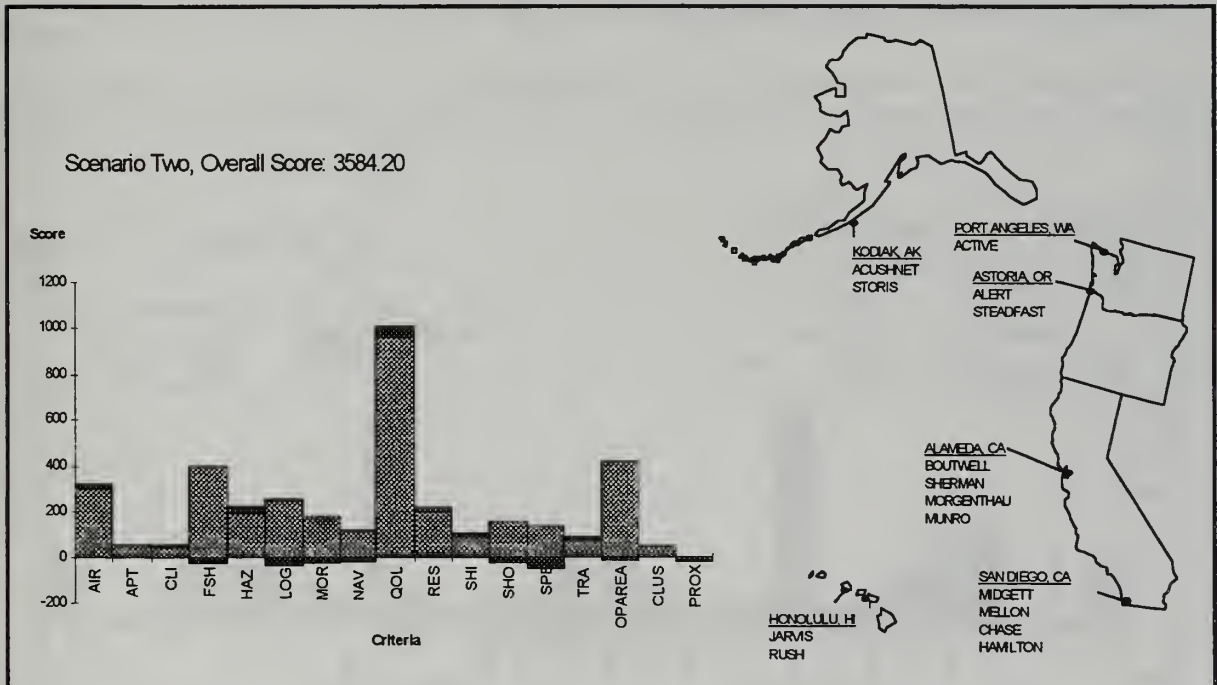 Scenario Two, Overall Score: 3584.20
Score
1200
1000
800
600
400
200
0
-200
AIR
APT
CLI
FSH
HAZ
LOG
MOR
NAV
QOL
RES
SHI
SHO
SPE
TRA
OPAREA
CLUS
PROX
Criteria
KODIAK, AK
ACUSHNET
STORIS
PORT ANGELES, WA
ACTIVE
ASTORIA, OR
ALERT
STEADFAST
ALAMEDA, CA
BOUTWELL
SHERMAN
MORGENTHAU
MUNRO
HONOLULU, HI
JARVIS
RUSH
SAN DIEGO, CA
MIDGETT
MELLON
CHASE
HAMILTON